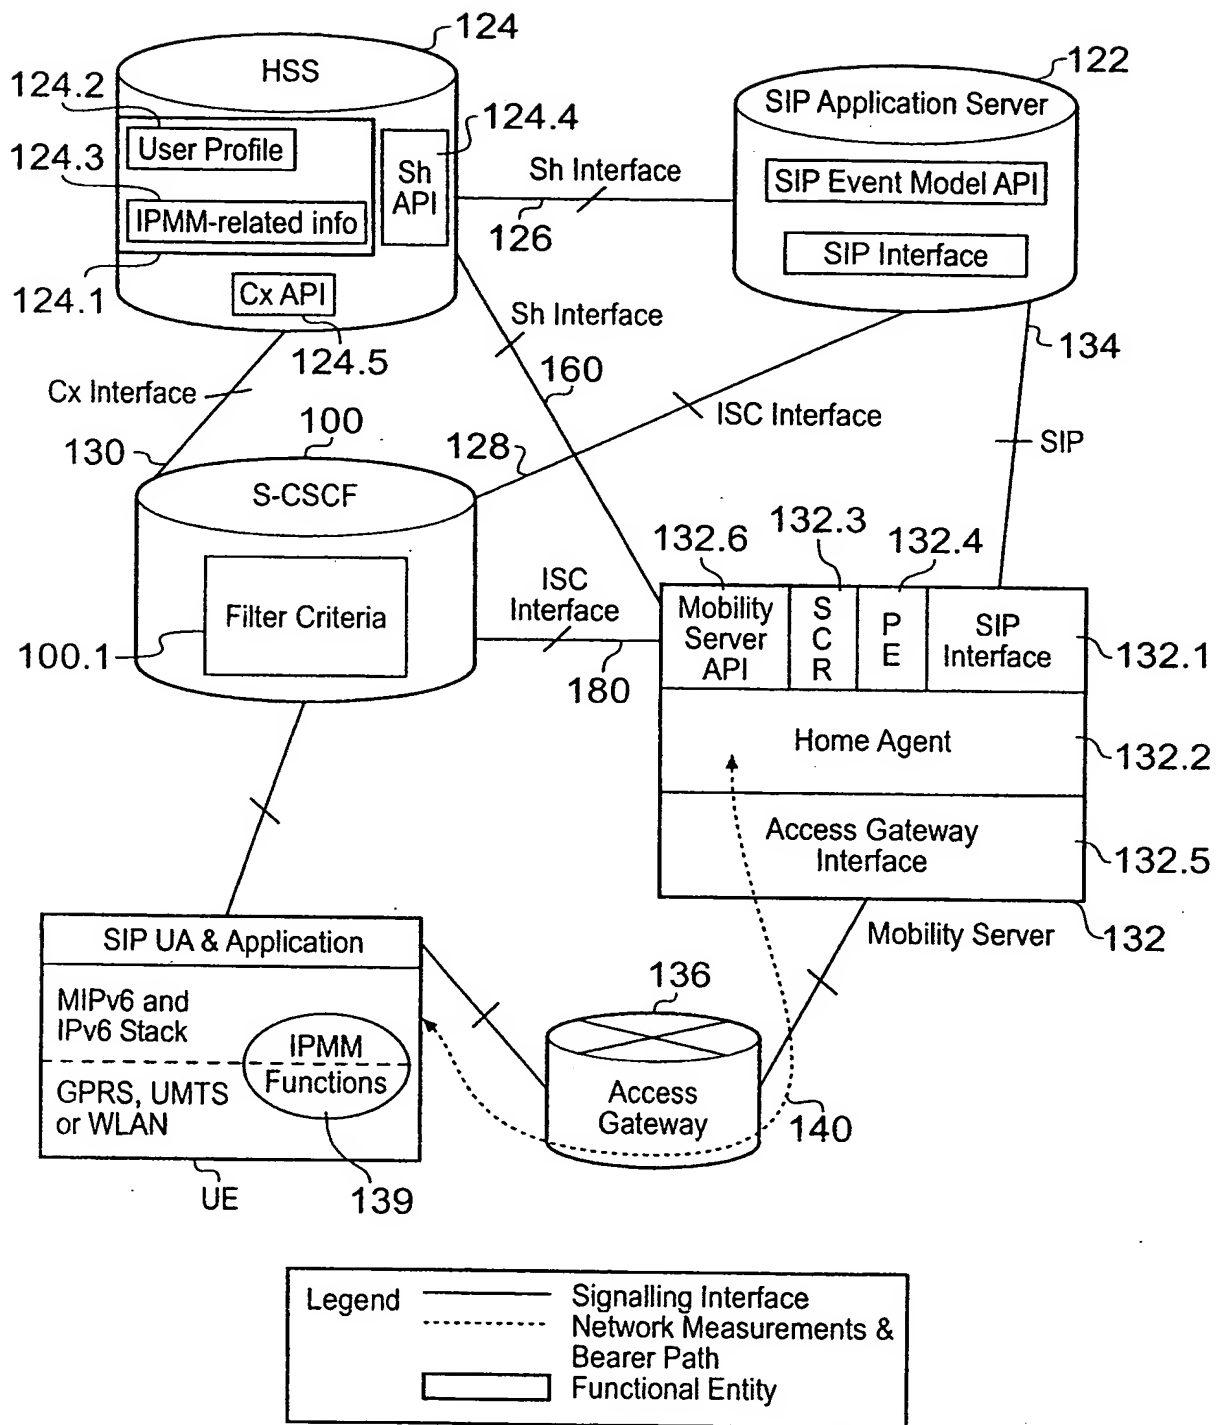 124
HSS
122
124.2
SIP Application Server
124.4
User Profile
124.3
Sh
API
Sh Interface
SIP Event Model API
IPMM-related info
126
SIP Interface
124.1
Cx API
Sh Interface
124.5
134
160
Cx Interface
ISC Interface
100
128
SIP
130
S-CSCF
132.3
132.6
132.4
ISC
Interface
Mobility
Server
API
S
C
R
P
E
SIP
Interface
Filter Criteria
100.1
132.1
180
Home Agent
132.2
Access Gateway
Interface
132.5
SIP UA & Application
Mobility Server
132
136
MIPv6 and
IPv6 Stack
IPMM
Functions
GPRS, UMTS
or WLAN
Access
Gateway
140
UE
139
Legend
Signalling Interface
Network Measurements &
Bearer Path
Functional Entity